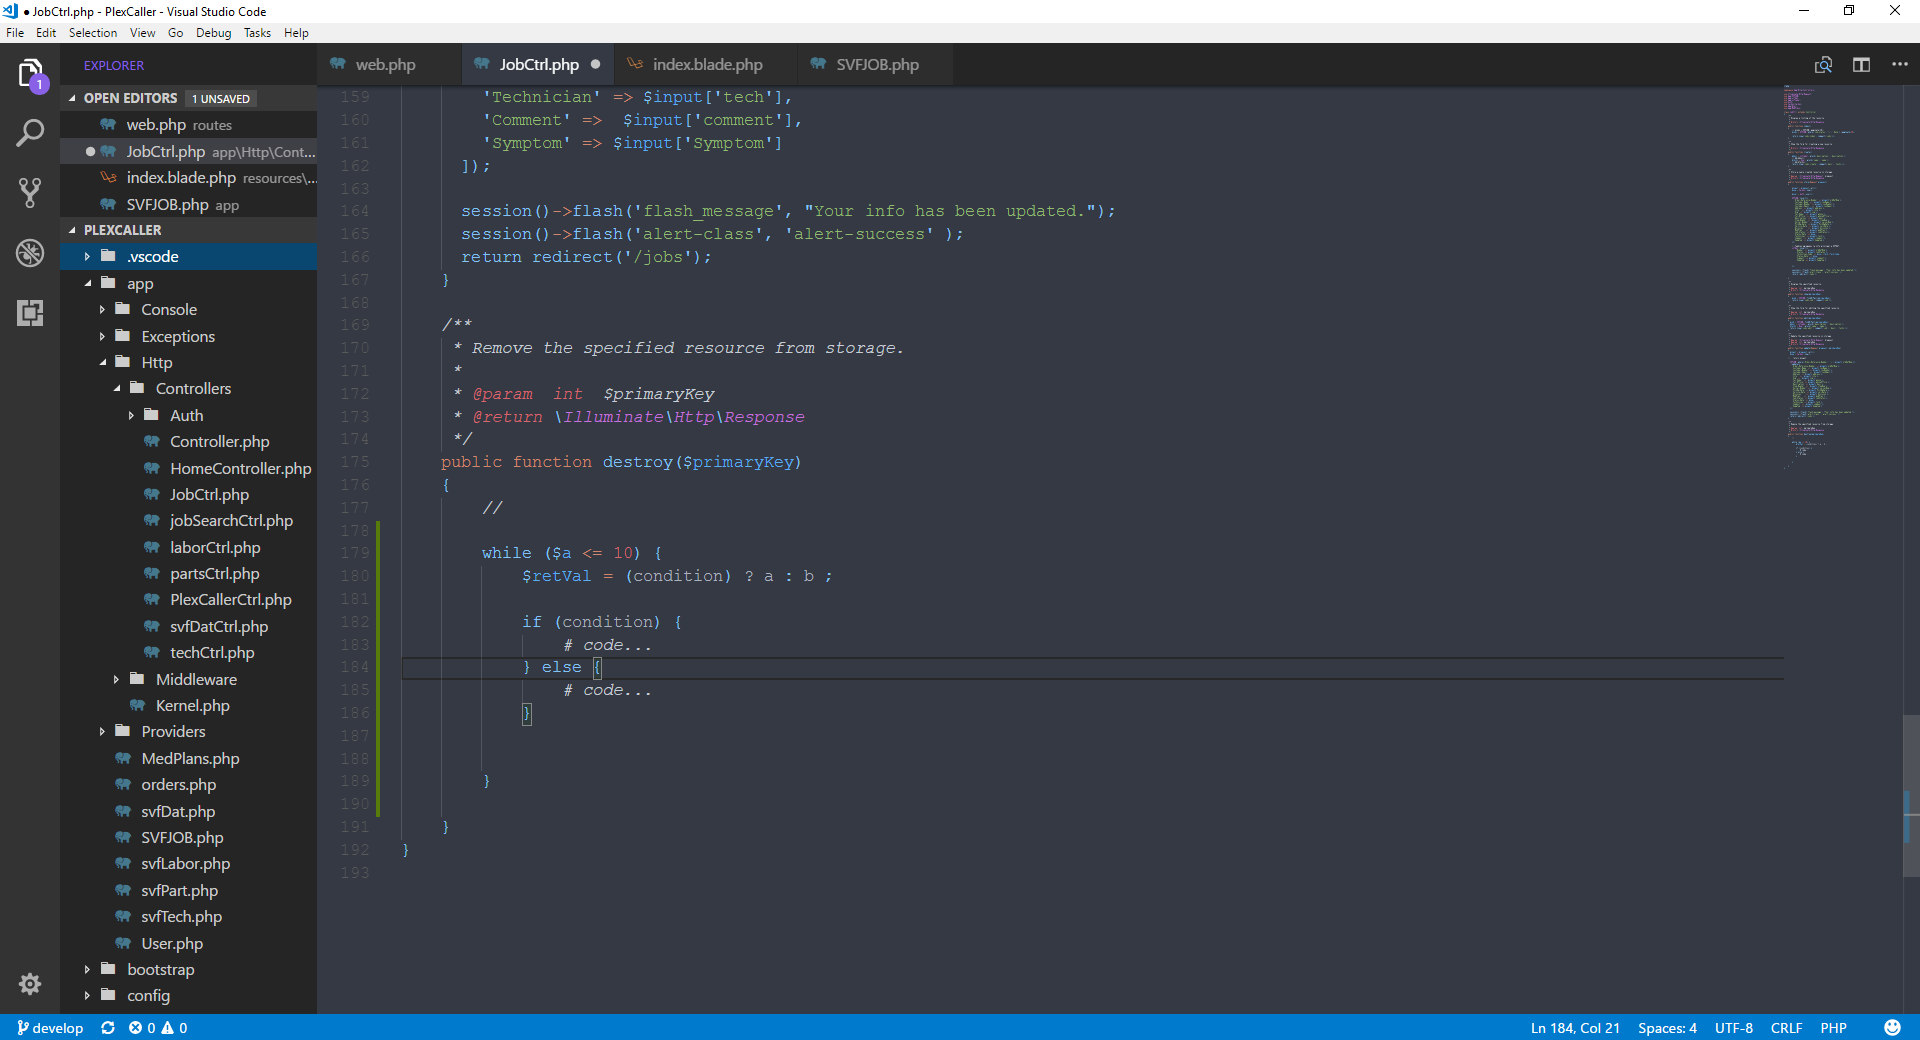 ● JobCtrl.php - PlexCaller - Visual Studio Code
File Edit Selection View Go Debug Tasks Help
1
EXPLORER
OPEN EDITORS 1 UNSAVED
web.php routes
JobCtrl.php app\Http\Cont...
index.blade.php resources\...
SVFJOB.php app
PLEXCALLER
.vscode
app
Console
Exceptions
Http
Controllers
Auth
Controller.php
HomeController.php
JobCtrl.php
jobSearchCtrl.php
laborCtrl.php
partsCtrl.php
PlexCallerCtrl.php
svfDatCtrl.php
techCtrl.php
Middleware
Kernel.php
Providers
MedPlans.php
orders.php
svfDat.php
SVFJOB.php
svfLabor.php
svfPart.php
svfTech.php
User.php
bootstrap
config
web.php JobCtrl.php ● index.blade.php SVFJOB.php
159 'Technician' => $input['tech'],
160 'Comment' =>  $input['comment'],
161 'Symptom' => $input['Symptom']
162 ]);
163
164 session()->flash('flash_message', "Your info has been updated.");
165 session()->flash('alert-class', 'alert-success' );
166 return redirect('/jobs');
167 }
168
169 /**
170 * Remove the specified resource from storage.
171 *
172 * @param  int  $primaryKey
173 * @return \Illuminate\Http\Response
174 */
175 public function destroy($primaryKey)
176 {
177 //
178
179 while ($a <= 10) {
180 $retVal = (condition) ? a : b ;
181
182 if (condition) {
183 # code...
184 } else {
185 # code...
186 }
187
188
189 }
190
191 }
192 }
193
develop 0 0 Ln 184, Col 21 Spaces: 4 UTF-8 CRLF PHP